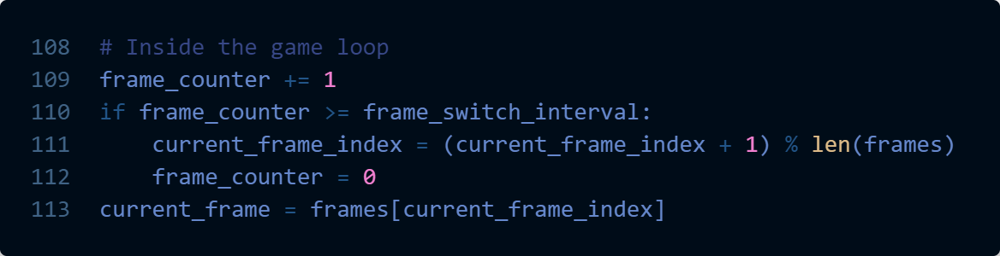 108 # Inside the game loop
109 frame_counter += 1
110 if frame_counter >= frame_switch_interval:
111     current_frame_index = (current_frame_index + 1) % len(frames)
112     frame_counter = 0
113 current_frame = frames[current_frame_index]